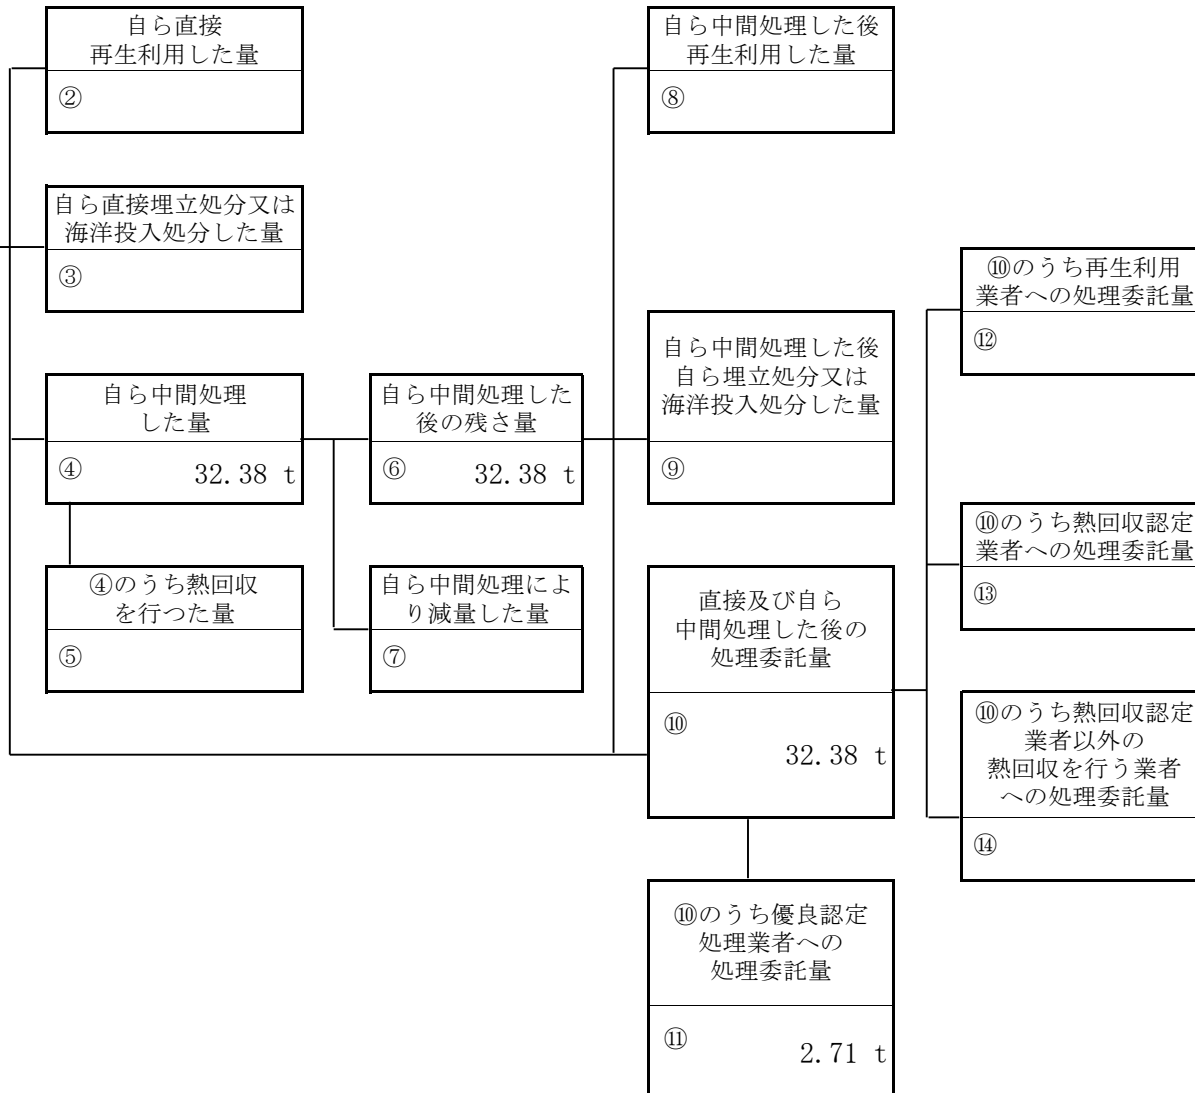 自ら直接
再生利用した量
②
自ら中間処理した後
再生利用した量
⑧
自ら直接埋立処分又は
海洋投入処分した量
③
⑩のうち再生利用
業者への処理委託量
⑫
自ら中間処理した後
自ら埋立処分又は
海洋投入処分した量
⑨
自ら中間処理
した量
④ 32.38 t
自ら中間処理した
後の残さ量
⑥ 32.38 t
⑩のうち熱回収認定
業者への処理委託量
⑬
④のうち熱回収
を行つた量
⑤
自ら中間処理によ
り減量した量
⑦
直接及び自ら
中間処理した後の
処理委託量
⑩
32.38 t
⑩のうち熱回収認定
業者以外の
熱回収を行う業者
への処理委託量
⑭
⑩のうち優良認定
処理業者への
処理委託量
⑪
2.71 t